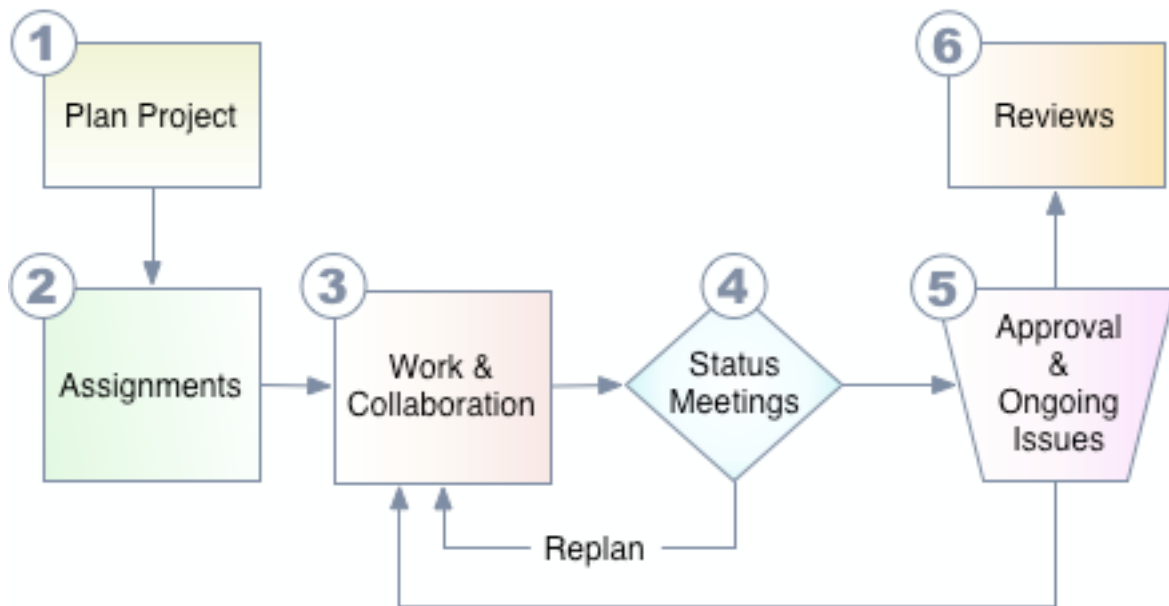 1
Plan Project
2
Assignments
3
Work &
Collaboration
4
Status
Meetings
Replan
5
Approval
&
Ongoing
Issues
6
Reviews